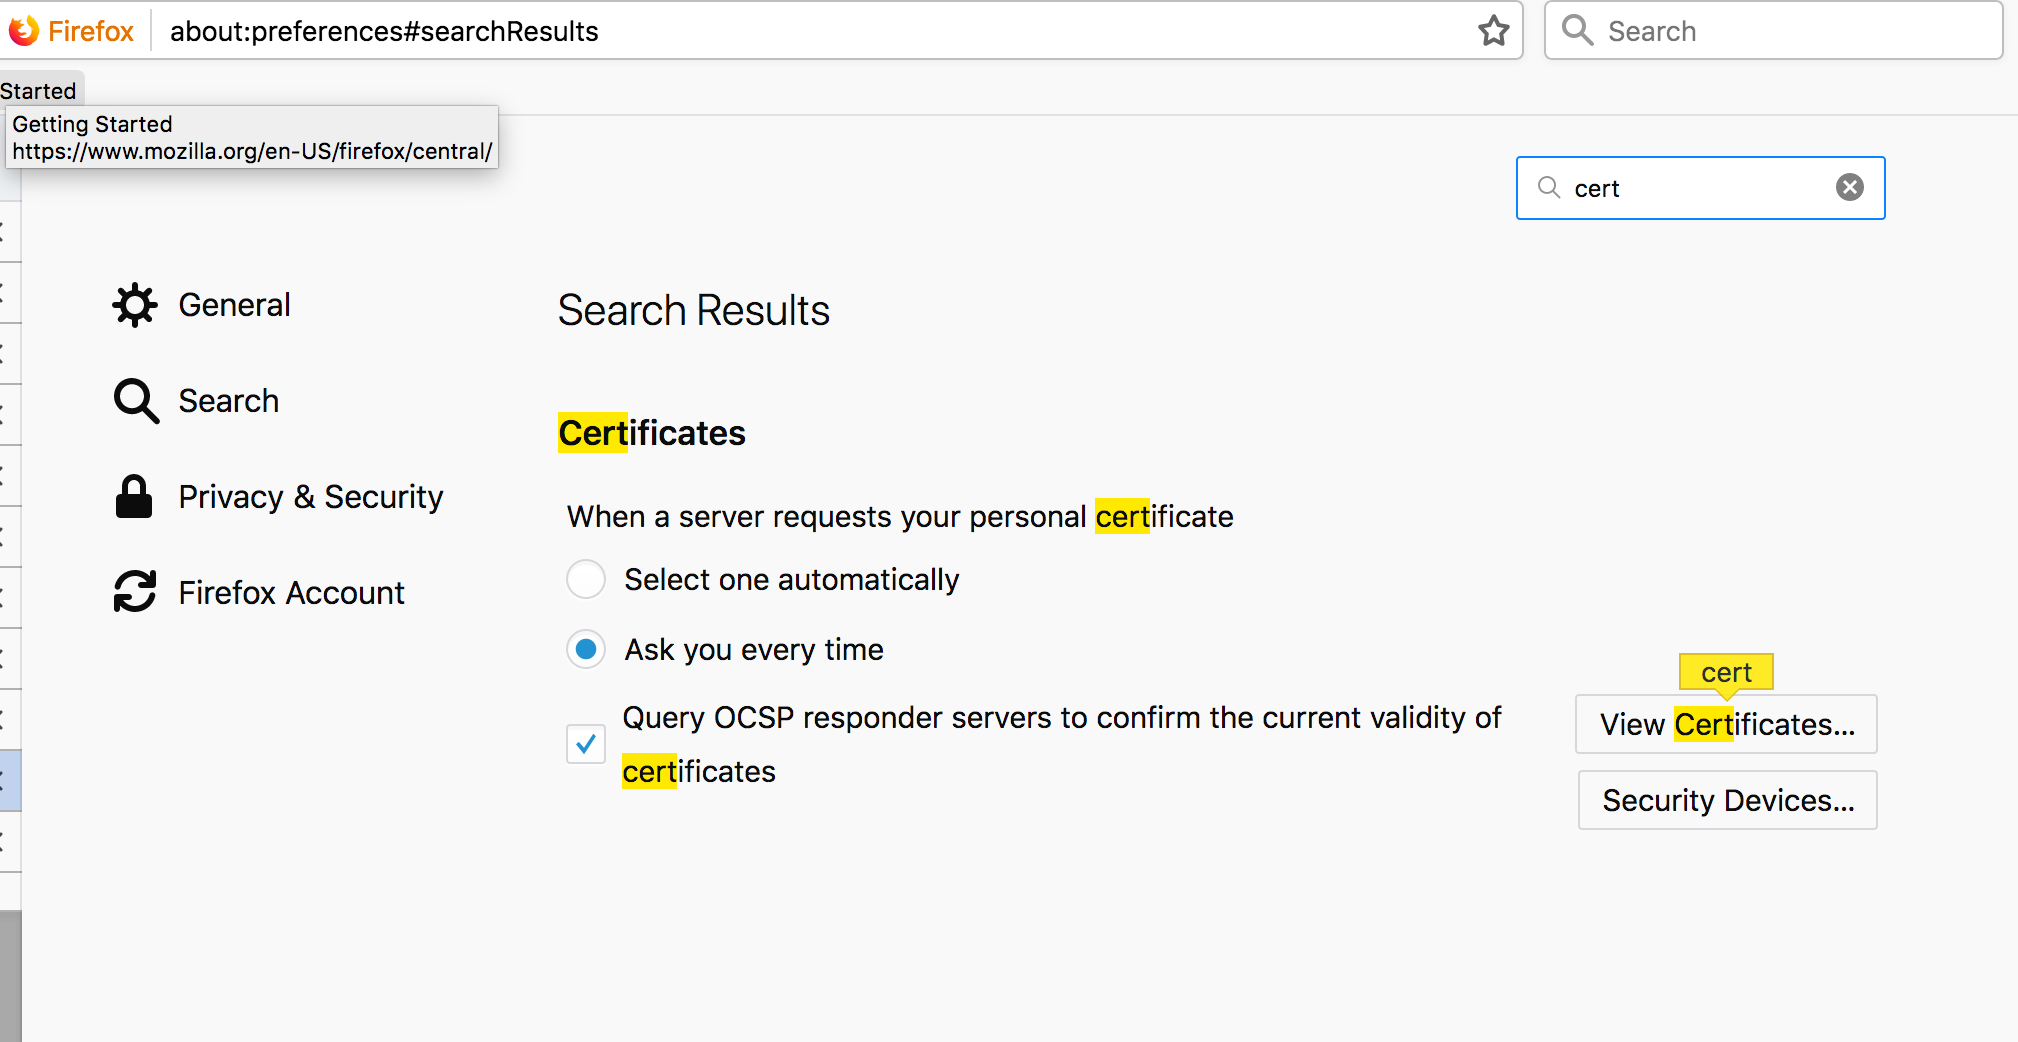 Firefox
about:preferences#searchResults
Search
Started
Getting Started
https://www.mozilla.org/en-US/firefox/central/
cert
General
Search
Privacy & Security
Firefox Account
Search Results
Certificates
When a server requests your personal certificate
Select one automatically
Ask you every time
Query OCSP responder servers to confirm the current validity of
certificates
cert
View Certificates...
Security Devices...